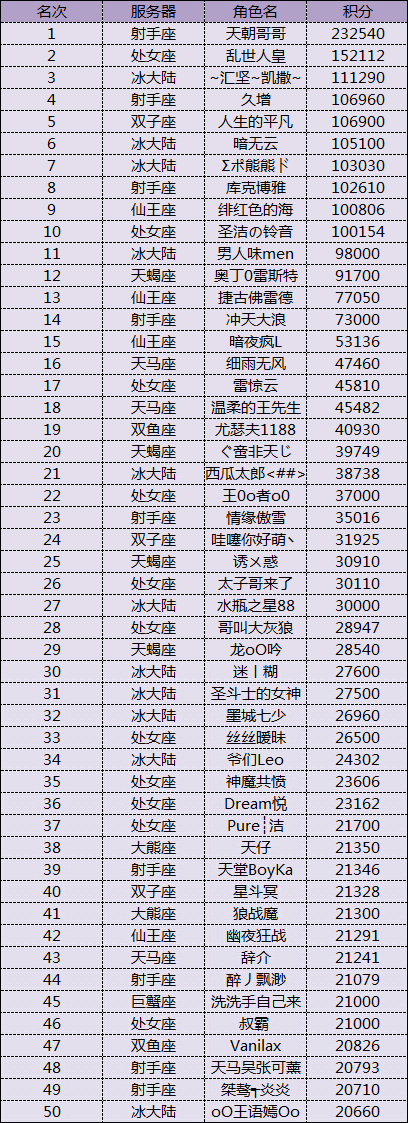 名次 服务器 角色名 积分
1 射手座 天朝哥哥 232540
2 处女座 乱世人皇 152112
3 冰大陆 ~汇坚~凯撒~ 111290
4 射手座 久增 106960
5 双子座 人生的平凡 106900
6 冰大陆 暗无云 105100
7 冰大陆 Σポ熊熊ド 103030
8 射手座 库克博雅 102610
9 仙王座 绯红色的海 100806
10 处女座 圣洁の铃音 100154
11 冰大陆 男人味men 98000
12 天蝎座 奥丁0雷斯特 91700
13 仙王座 捷古佛雷德 77050
14 射手座 冲天大浪 73000
15 仙王座 暗夜疯L 53136
16 天马座 细雨无风 47460
17 处女座 雷惊云 45810
18 天马座 温柔的王先生 45482
19 双鱼座 尤瑟夫1188 40930
20 天蝎座 ぐ啻非天じ 39749
21 冰大陆 西瓜太郎<##> 38738
22 处女座 王0o者o0 37000
23 射手座 情缘傲雪 35016
24 双子座 哇噻你好萌丶 31925
25 天蝎座 诱ㄨ惑 30910
26 处女座 太子哥来了 30110
27 冰大陆 水瓶之星88 30000
28 处女座 哥叫大灰狼 28947
29 天蝎座 龙oO吟 28540
30 冰大陆 迷丨糊 27600
31 冰大陆 圣斗士的女神 27500
32 冰大陆 墨城七少 26960
33 处女座 丝丝暧昧 26500
34 冰大陆 爷们Leo 24302
35 处女座 神魔共愤 23606
36 处女座 Dream悦 23162
37 处女座 Pure┆洁 21700
38 大熊座 天仔 21350
39 射手座 天堂BoyKa 21346
40 双子座 星斗冥 21328
41 大熊座 狼战魔 21300
42 仙王座 幽夜狂战 21291
43 天马座 辞介 21241
44 射手座 醉丿飘渺 21079
45 巨蟹座 洗洗手自己来 21000
46 处女座 叔霸 21000
47 双鱼座 Vanilax 20826
48 射手座 天马昊张可薰 20793
49 射手座 桀骜┓炎炎 20710
50 冰大陆 oO王语嫣Oo 20660